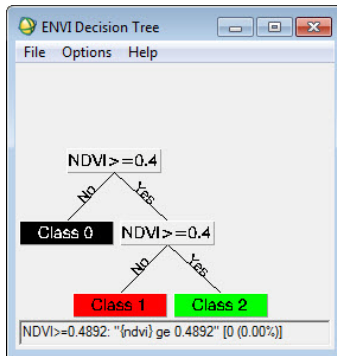 ENVI Decision Tree
File Options Help
NDVI>=0.4
No Yes
Class 0 NDVI>=0.4
No Yes
Class 1 Class 2
NDVI>=0.4892: "{ndvi} ge 0.4892" [0 (0.00%)]